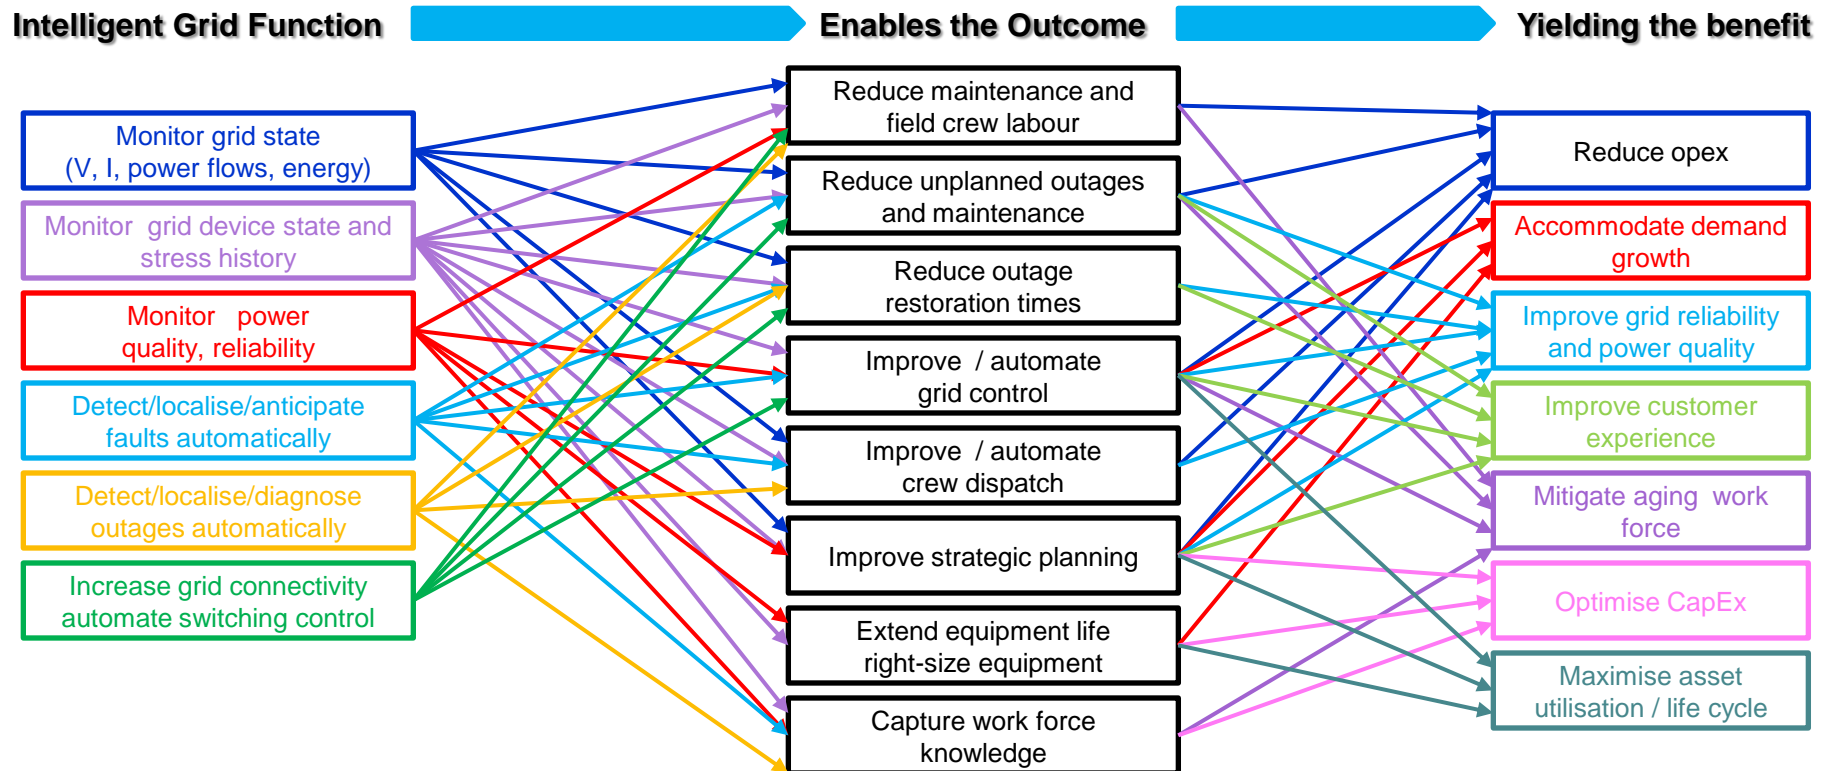 Intelligent Grid Function
Enables the Outcome
Yielding the benefit
Monitor grid state
(V, I, power flows, energy)
Monitor grid device state and
stress history
Monitor power
quality, reliability
Detect/localise/anticipate
faults automatically
Detect/localise/diagnose
outages automatically
Increase grid connectivity
automate switching control
Reduce maintenance and
field crew labour
Reduce unplanned outages
and maintenance
Reduce outage
restoration times
Improve / automate
grid control
Improve / automate
crew dispatch
Improve strategic planning
Extend equipment life
right-size equipment
Capture work force
knowledge
Reduce opex
Accommodate demand
growth
Improve grid reliability
and power quality
Improve customer
experience
Mitigate aging work
force
Optimise CapEx
Maximise asset
utilisation / life cycle